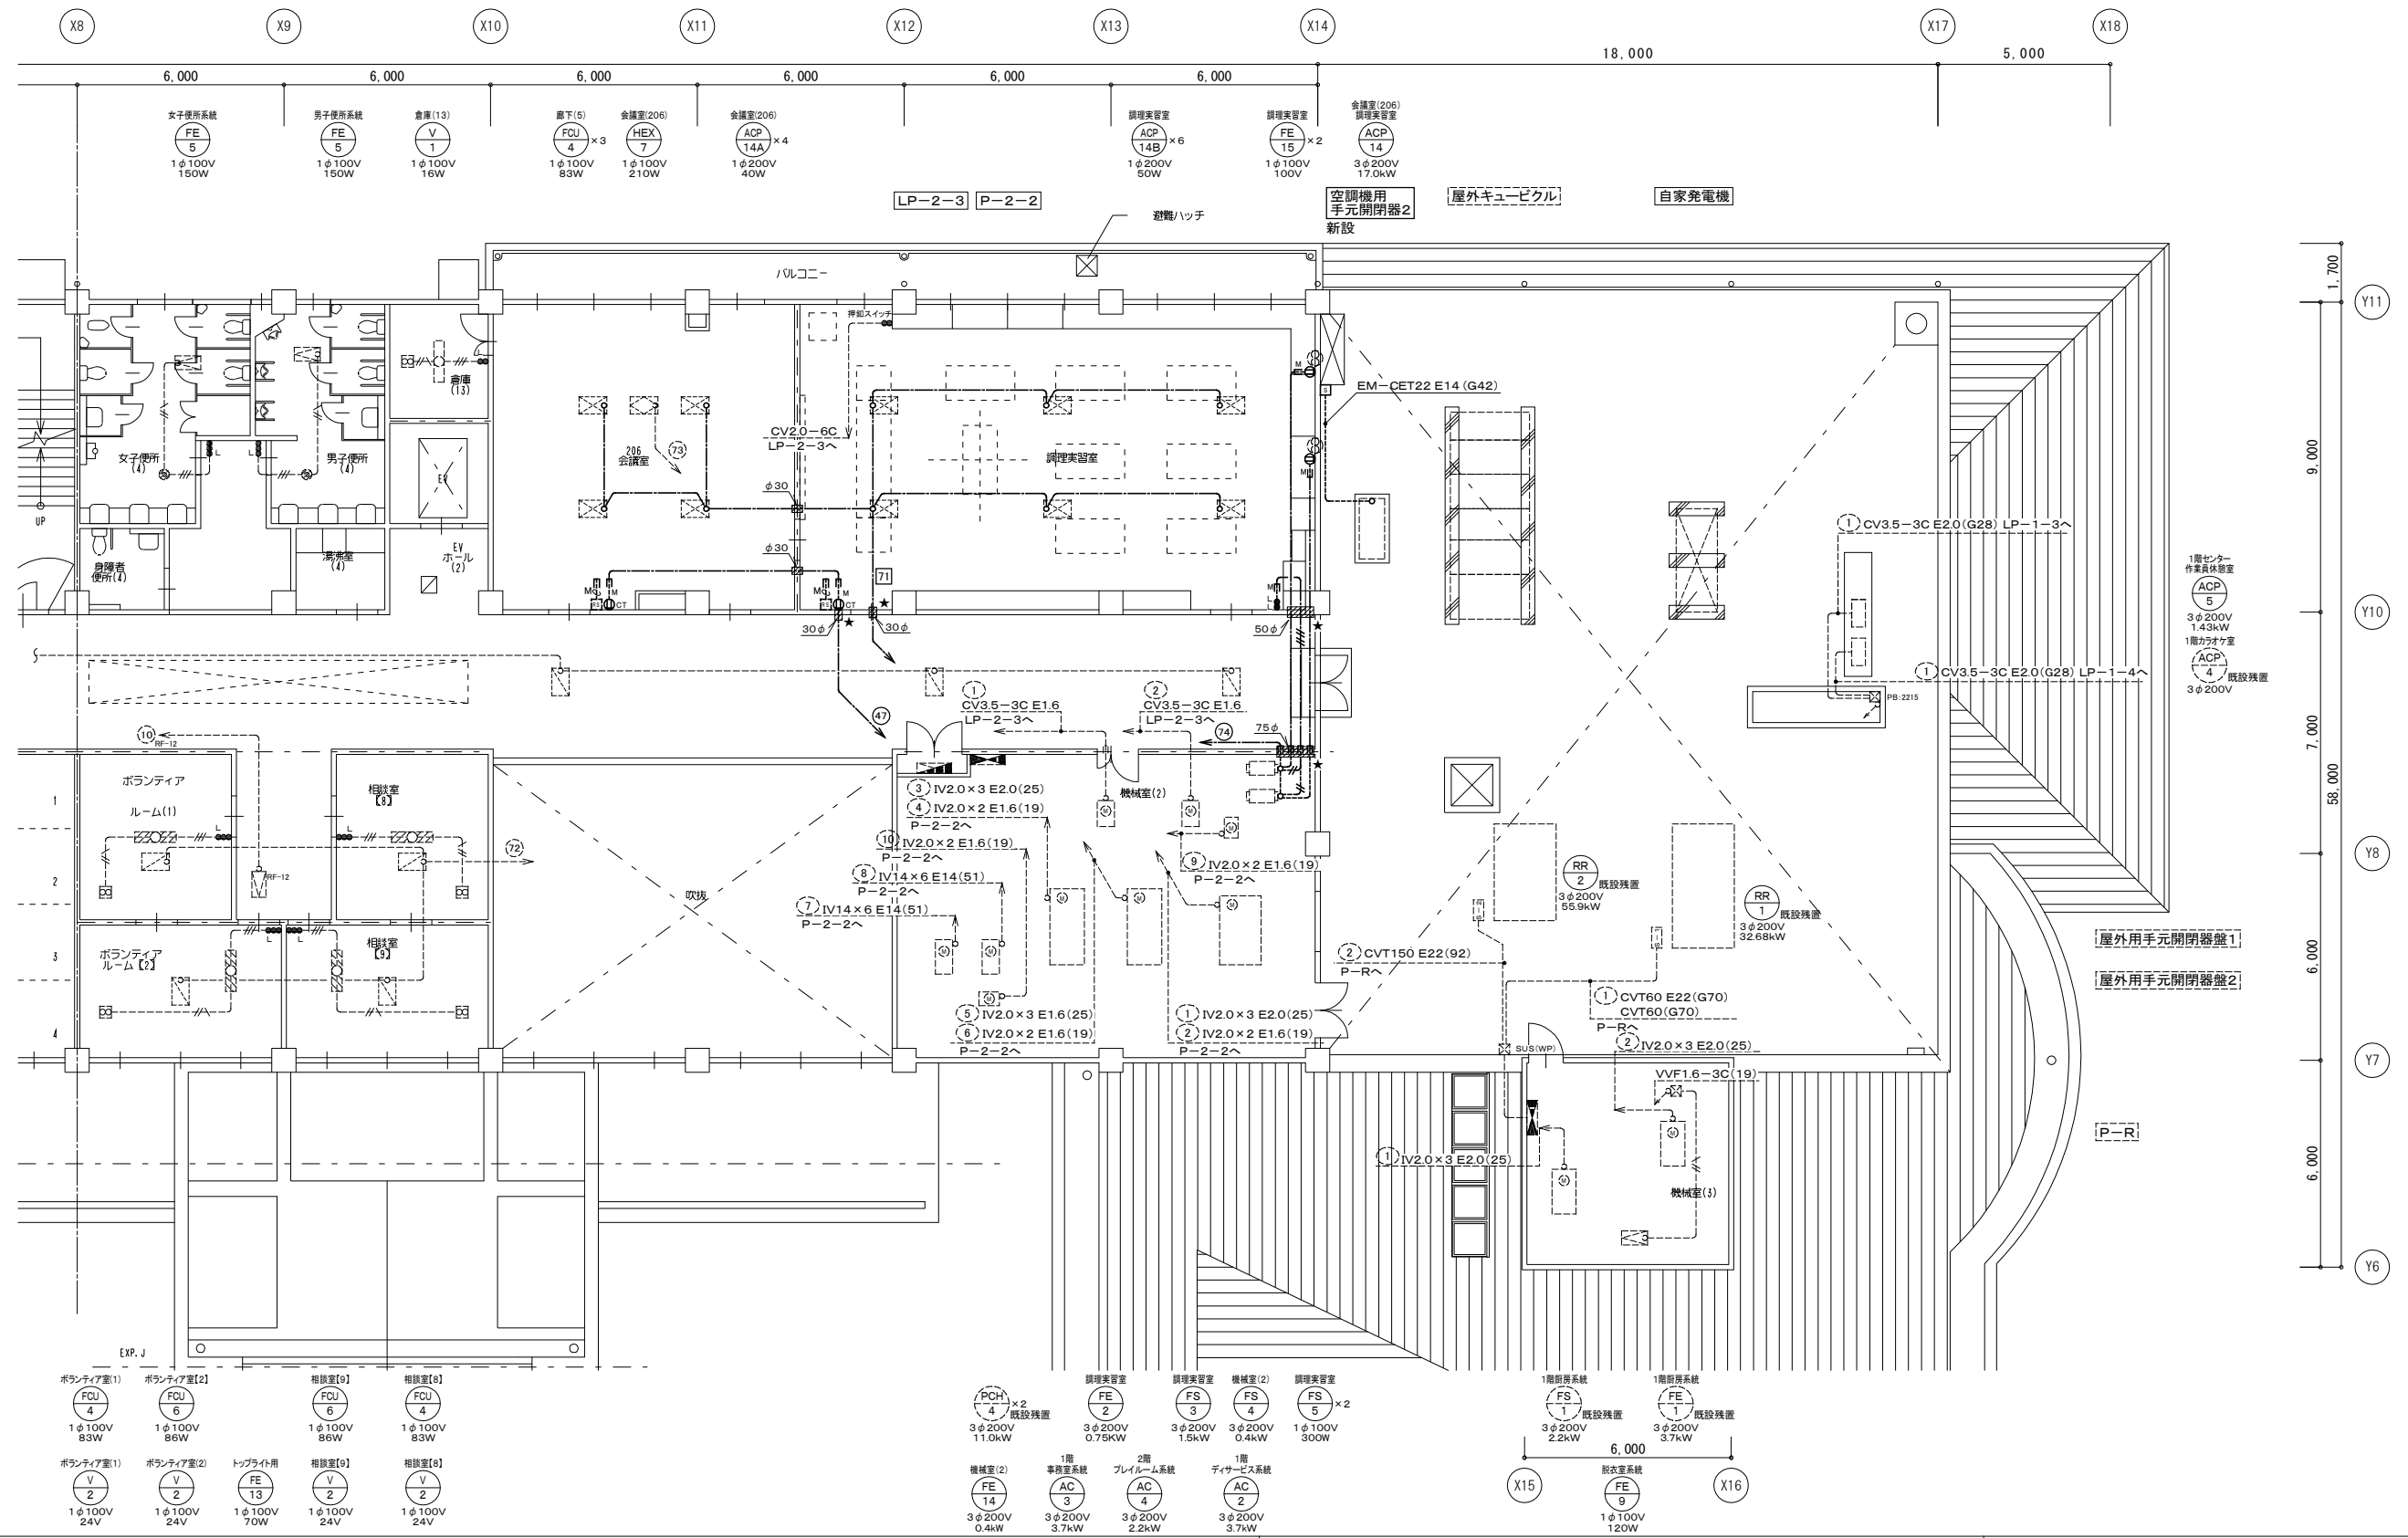 X8
X9
X10
X11
X12
X13
X14
X17
X18
18,000
5,000
6,000
6,000
6,000
6,000
6,000
6,000
女子便所系統
FE
5
1φ100V
150W
男子便所系統
FE
5
1φ100V
150W
倉庫(13)
V
1
1φ100V
16W
廊下(5)
FCU
4
×3
1φ100V
83W
会議室(206)
HEX
7
1φ100V
210W
会議室(206)
ACP
14A
×4
1φ200V
40W
調理実習室
ACP
14B
×6
1φ200V
50W
調理実習室
FE
15
×2
1φ100V
100V
会議室(206)
調理実習室
ACP
14
3φ200V
17.0kW
LP-2-3
P-2-2
空調機用
手元開閉器2
新設
屋外キュービクル
自家発電機
避難ハッチ
バルコニー
1,700
Y11
押釦スイッチ
倉庫
(13)
L
M
S
EM-CET22 E14 (G42)
CV2.0-6C
LP-2-3へ
206
会議室
73
調理実習室
9,000
女子便所
(4)
L
L
男子便所
(4)
EV
M
φ30
UP
CV3.5-3C E2.0(G28) LP-1-3へ
1
身障者
便所(4)
湯沸室
(4)
EV
ホール
(2)
φ30
71
M
M
RS
CT
M
M
RS
CT
★
★
M
L
30φ
30φ
50φ
★
1階センター
作業員休憩室
ACP
5
3φ200V
1.43kW
Y10
1階カラオケ室
ACP
4
既設残置
3φ200V
1
CV3.5-3C E2.0(G28) LP-1-4へ
PB:2215
1
CV3.5-3C E1.6
LP-2-3へ
2
CV3.5-3C E1.6
LP-2-3へ
47
74
75φ
★
10
RF-12
7,000
58,000
ボランティア
ルーム(1)
相談室
【8】
機械室(2)
3
IV2.0×3 E2.0(25)
4
IV2.0×2 E1.6(19)
P-2-2へ
M
M
M
L
L
72
RF-12
10
IV2.0×2 E1.6(19)
P-2-2へ
9
IV2.0×2 E1.6(19)
P-2-2へ
Y8
8
IV14×6 E14(51)
P-2-2へ
7
IV14×6 E14(51)
P-2-2へ
吹抜
M
M
M
RR
2
既設残置
3φ200V
55.9kW
RR
1
既設残置
3φ200V
32.68kW
1
2
3
4
L
L
ボランティア
ルーム【2】
相談室
【9】
M
M
M
2
CVT150 E22(92)
P-Rへ
屋外用手元開閉器盤1
屋外用手元開閉器盤2
6,000
5
IV2.0×3 E1.6(25)
6
IV2.0×2 E1.6(19)
P-2-2へ
1
IV2.0×3 E2.0(25)
2
IV2.0×2 E1.6(19)
P-2-2へ
1
CVT60 E22(G70)
CVT60(G70)
P-Rへ
2
IV2.0×3 E2.0(25)
SUS(WP)
Y7
VVF1.6-3C(19)
M
P-R
1
IV2.0×3 E2.0(25)
M
機械室(3)
6,000
Y6
EXP.J
ボランティア室(1)
FCU
4
1φ100V
83W
ボランティア室【2】
FCU
6
1φ100V
86W
相談室【9】
FCU
6
1φ100V
86W
相談室【8】
FCU
4
1φ100V
83W
PCH
4
×2
既設残置
3φ200V
11.0kW
調理実習室
FE
2
3φ200V
0.75KW
調理実習室
FS
3
3φ200V
1.5kW
機械室(2)
FS
4
3φ200V
0.4kW
調理実習室
FS
5
×2
1φ100V
300W
1階厨房系統
FS
1
既設残置
3φ200V
2.2kW
1階厨房系統
FE
1
既設残置
3φ200V
3.7kW
6,000
X15
X16
ボランティア室(1)
V
2
1φ100V
24V
ボランティア室(2)
V
2
1φ100V
24V
トップライト用
FE
13
1φ100V
70W
相談室【9】
V
2
1φ100V
24V
相談室【8】
V
2
1φ100V
24V
機械室(2)
FE
14
3φ200V
0.4kW
1階
事務室系統
AC
3
3φ200V
3.7kW
2階
プレイルーム系統
AC
4
3φ200V
2.2kW
1階
ディサービス系統
AC
2
3φ200V
3.7kW
脱衣室系統
FE
9
1φ100V
120W